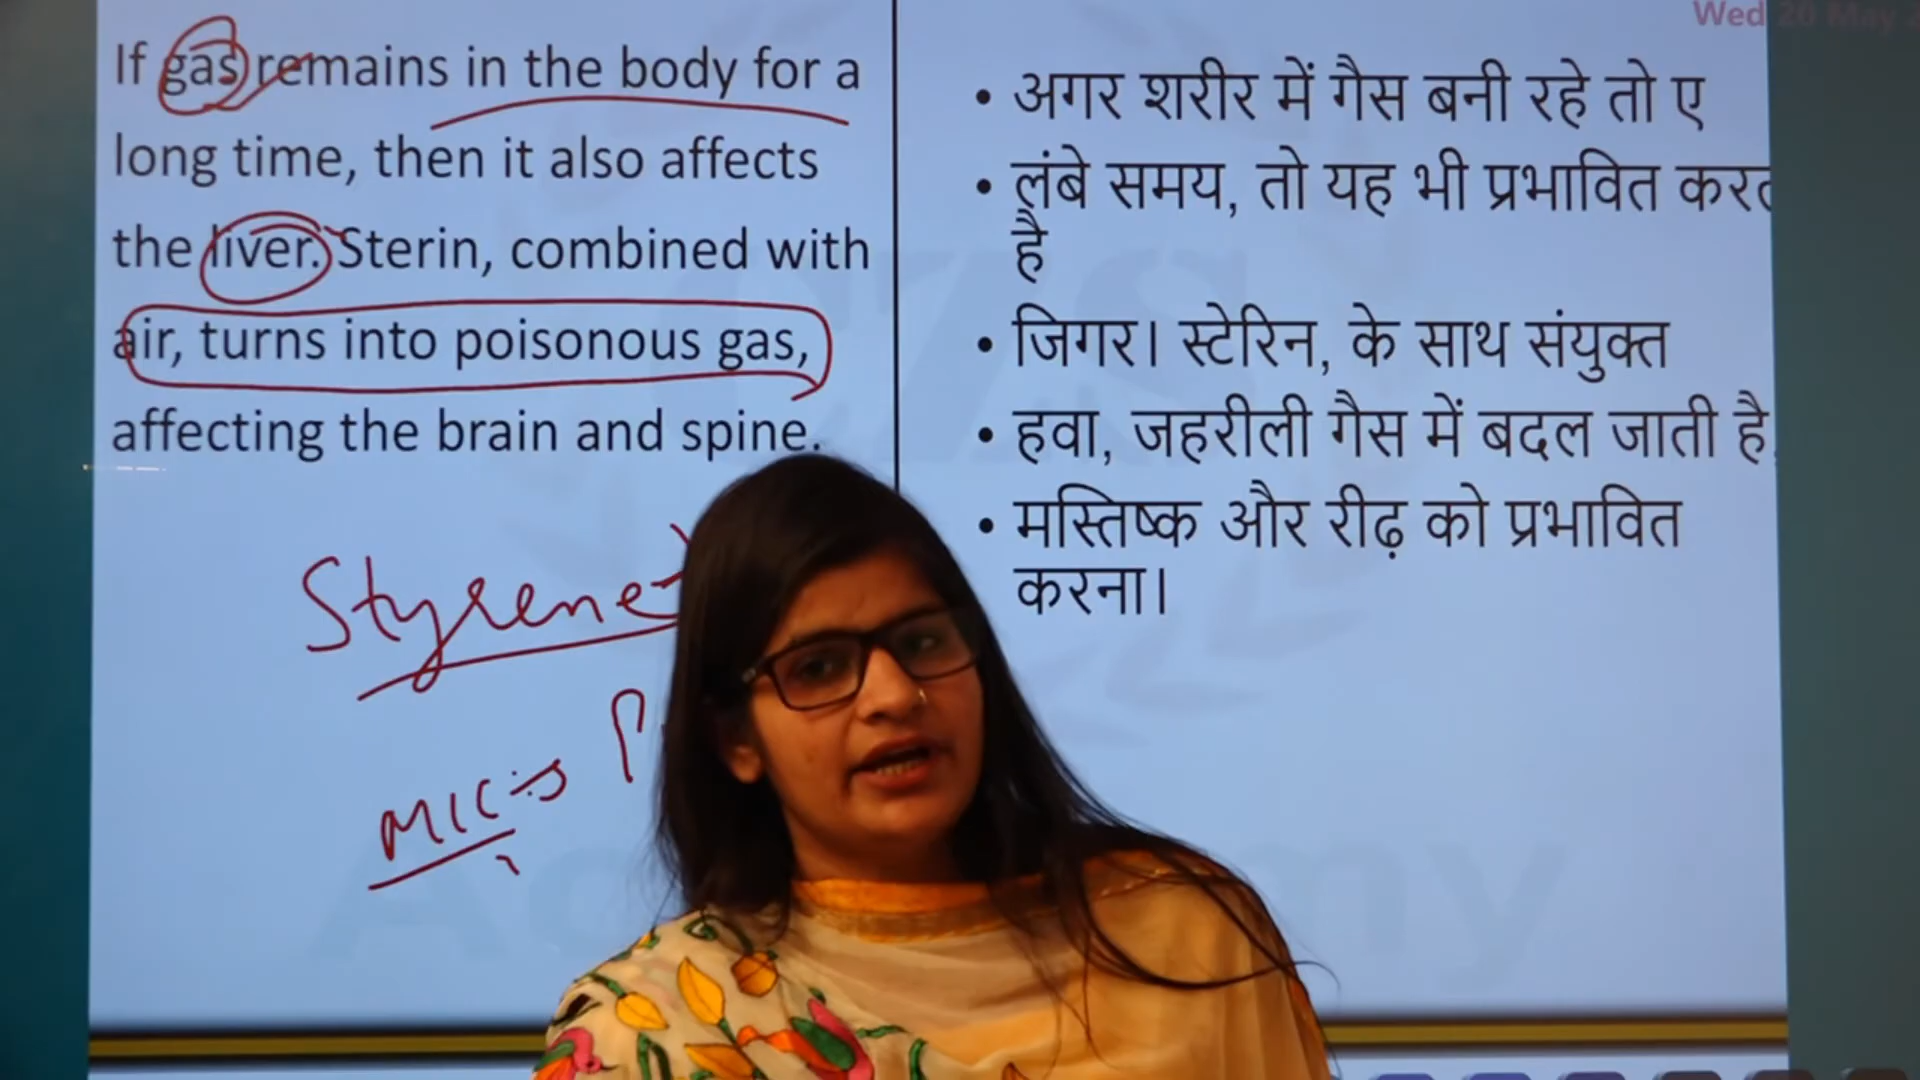 Wed 20 May
If gas remains in the body for a
long time, then it also affects
the liver. Sterin, combined with
air, turns into poisonous gas,
affecting the brain and spine.
• अगर शरीर में गैस बनी रहे तो ए
• लंबे समय, तो यह भी प्रभावित करत
है
• जिगर। स्टेरिन, के साथ संयुक्त
• हवा, जहरीली गैस में बदल जाती है
• मस्तिष्क और रीढ़ को प्रभावित
करना।
Styrene
P
MIC